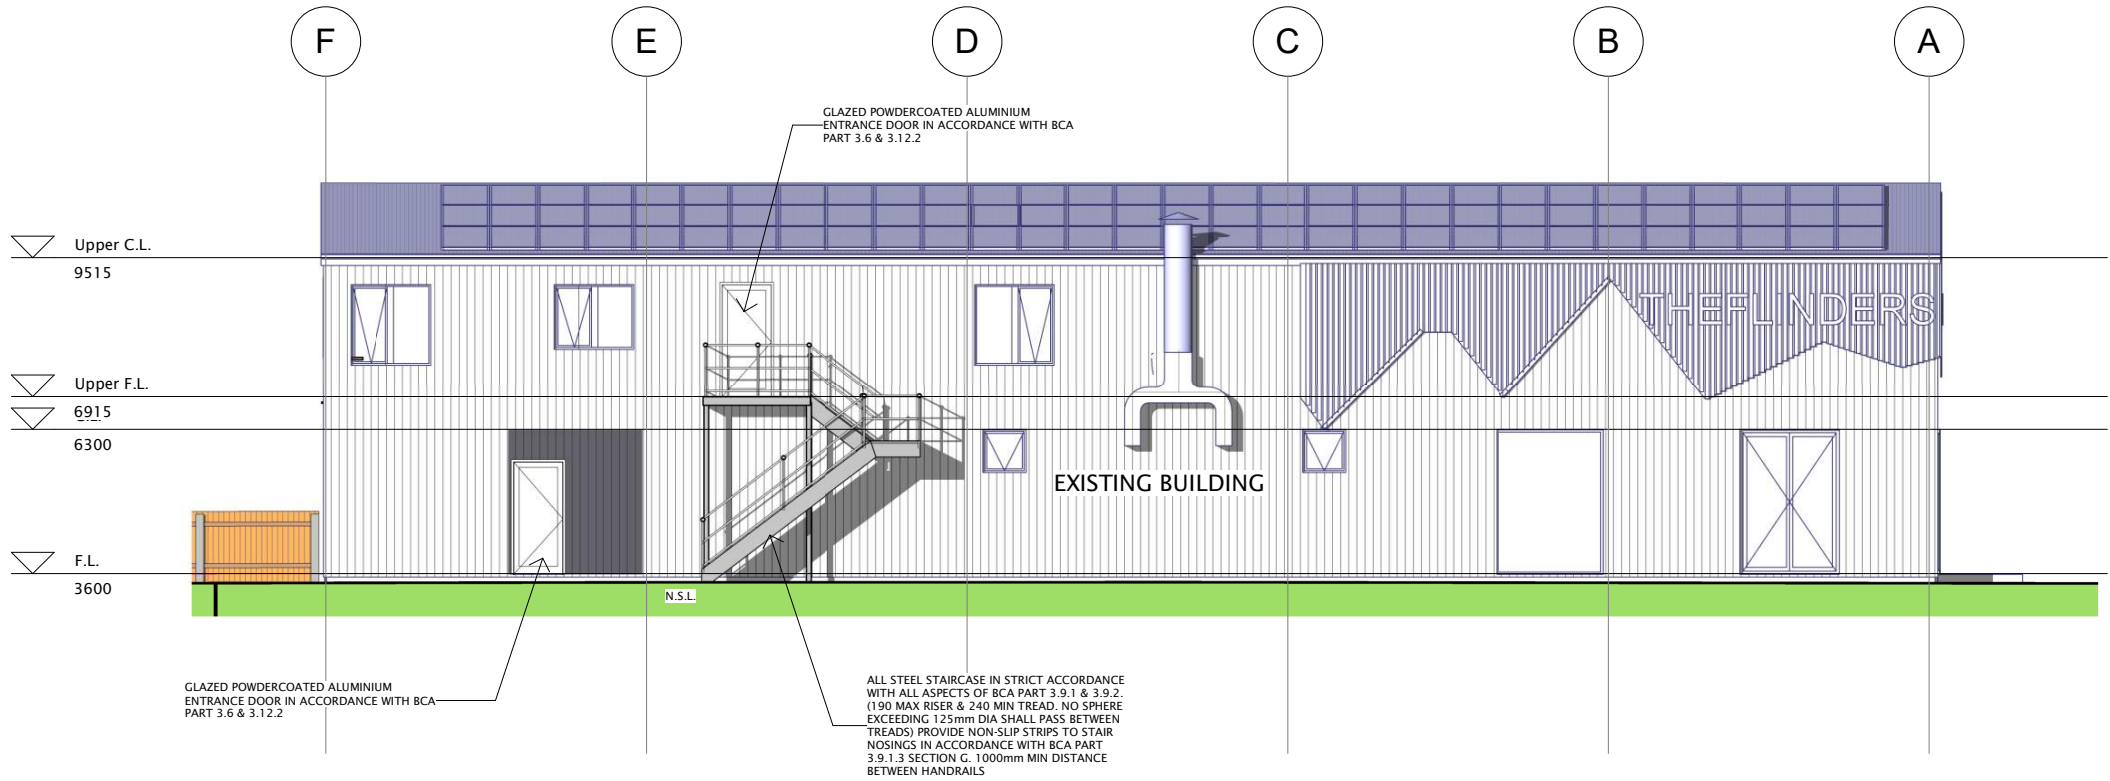 F E D C B A
GLAZED POWDERCOATED ALUMINIUM
ENTRANCE DOOR IN ACCORDANCE WITH BCA
PART 3.6 & 3.12.2
Upper C.L.
9515
THEFLINDERS
Upper F.L.
6915
C.L.
6300
EXISTING BUILDING
F.L.
3600
N.S.L.
GLAZED POWDERCOATED ALUMINIUM
ENTRANCE DOOR IN ACCORDANCE WITH BCA
PART 3.6 & 3.12.2
ALL STEEL STAIRCASE IN STRICT ACCORDANCE
WITH ALL ASPECTS OF BCA PART 3.9.1 & 3.9.2.
(190 MAX RISER & 240 MIN TREAD. NO SPHERE
EXCEEDING 125mm DIA SHALL PASS BETWEEN
TREADS) PROVIDE NON-SLIP STRIPS TO STAIR
NOSINGS IN ACCORDANCE WITH BCA PART
3.9.1.3 SECTION G. 1000mm MIN DISTANCE
BETWEEN HANDRAILS